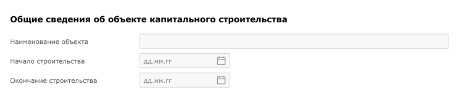 Общие сведения об объекте капитального строительства
Наименование объекта
Начало строительства дд.мм.гг
Окончание строительства дд.мм.гг